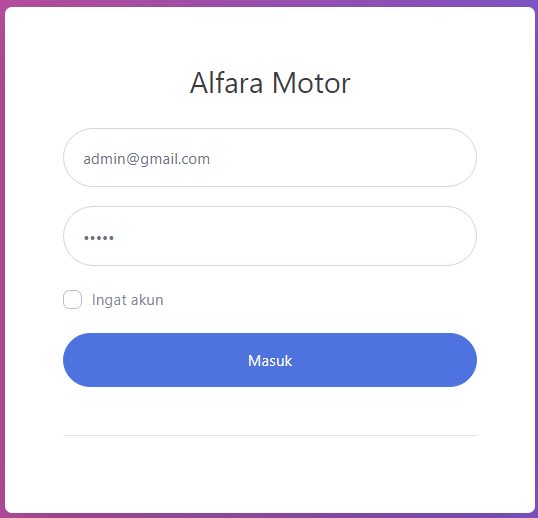 Alfara Motor
admin@gmail.com
•••••
Ingat akun
Masuk